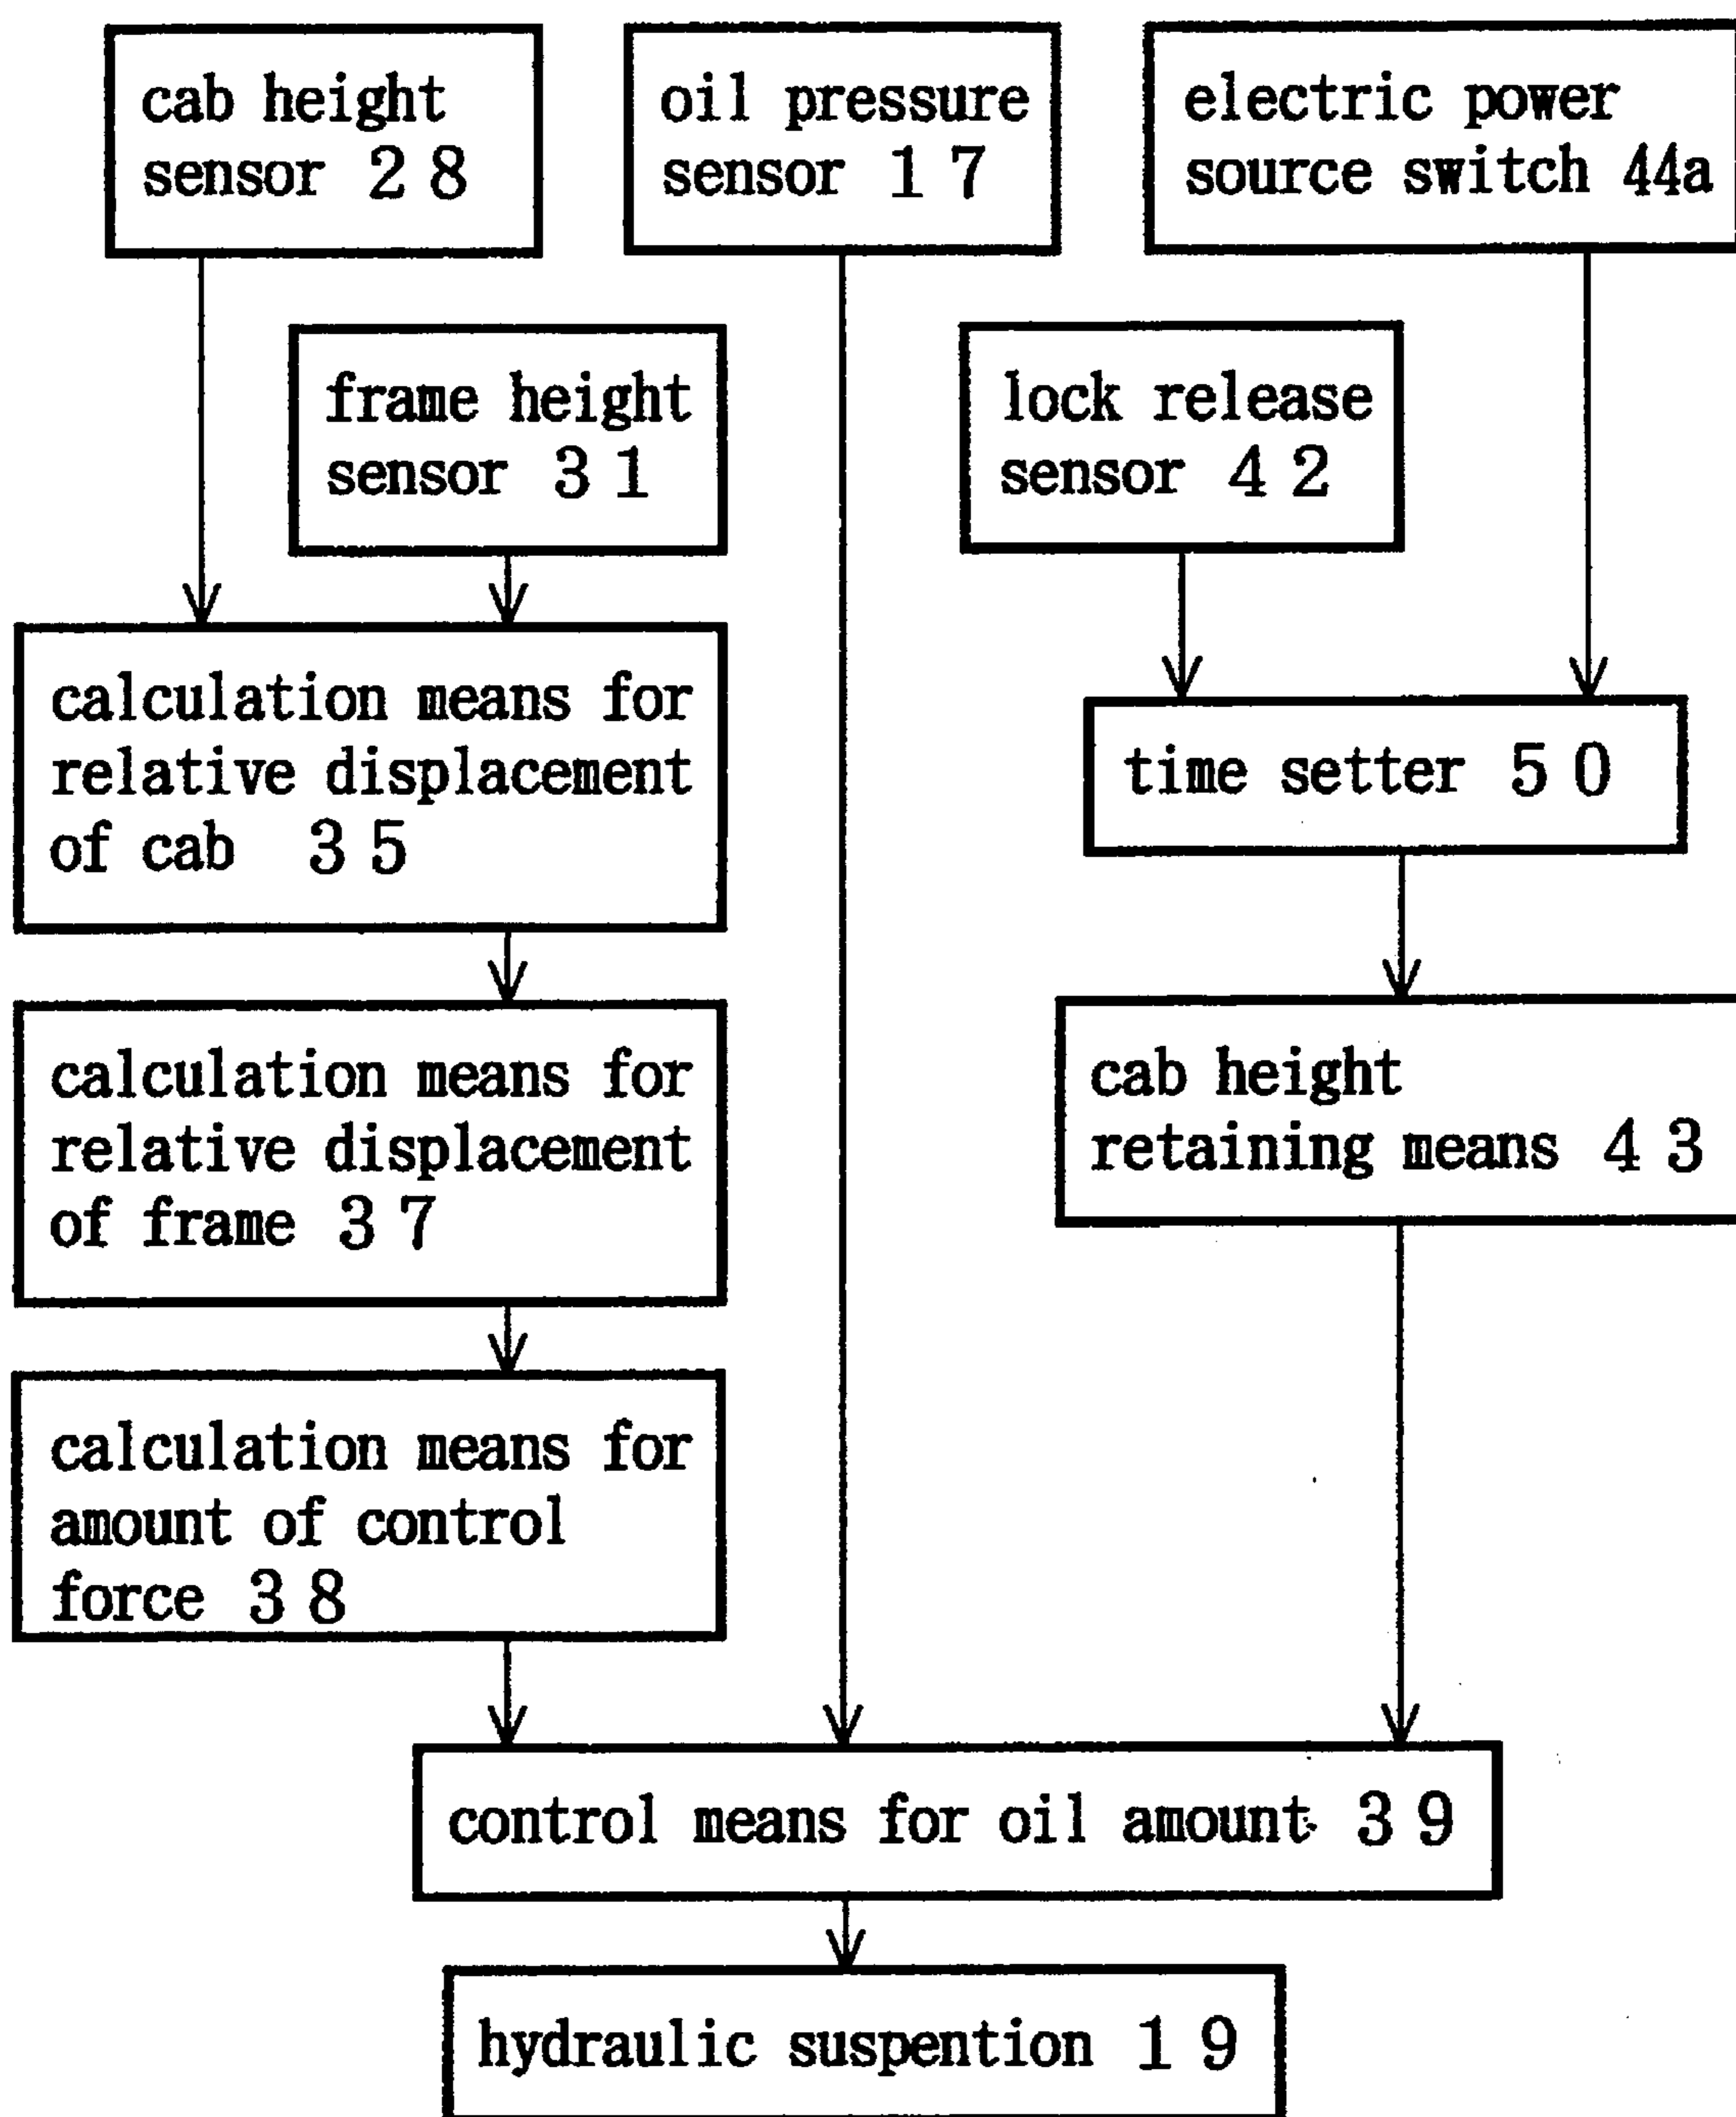 cab height
sensor 28
oil pressure
sensor 17
electric power
source switch 44a
frame height
sensor 31
lock release
sensor 42
calculation means for
relative displacement
of cab 35
time setter 50
calculation means for
relative displacement
of frame 37
cab height
retaining means 43
calculation means for
amount of control
force 38
control means for oil amount 39
hydraulic suspention 19